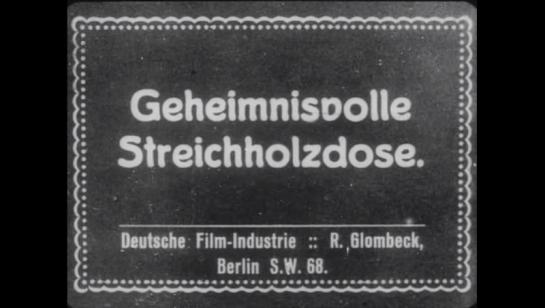 Geheimnisvolle
Streichholzdose.
Deutsche Film-Industrie :: R. Glombeck,
Berlin S.W. 68.